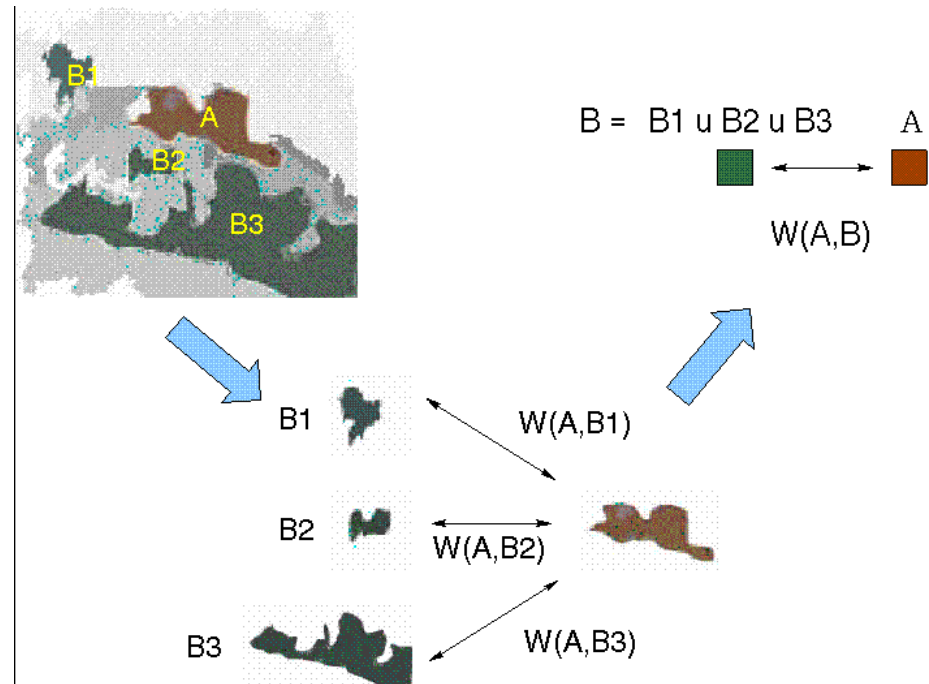 B1
A
B2
B3
B = B1 u B2 u B3 A
W(A,B)
B1
W(A,B1)
B2
W(A,B2)
B3
W(A,B3)